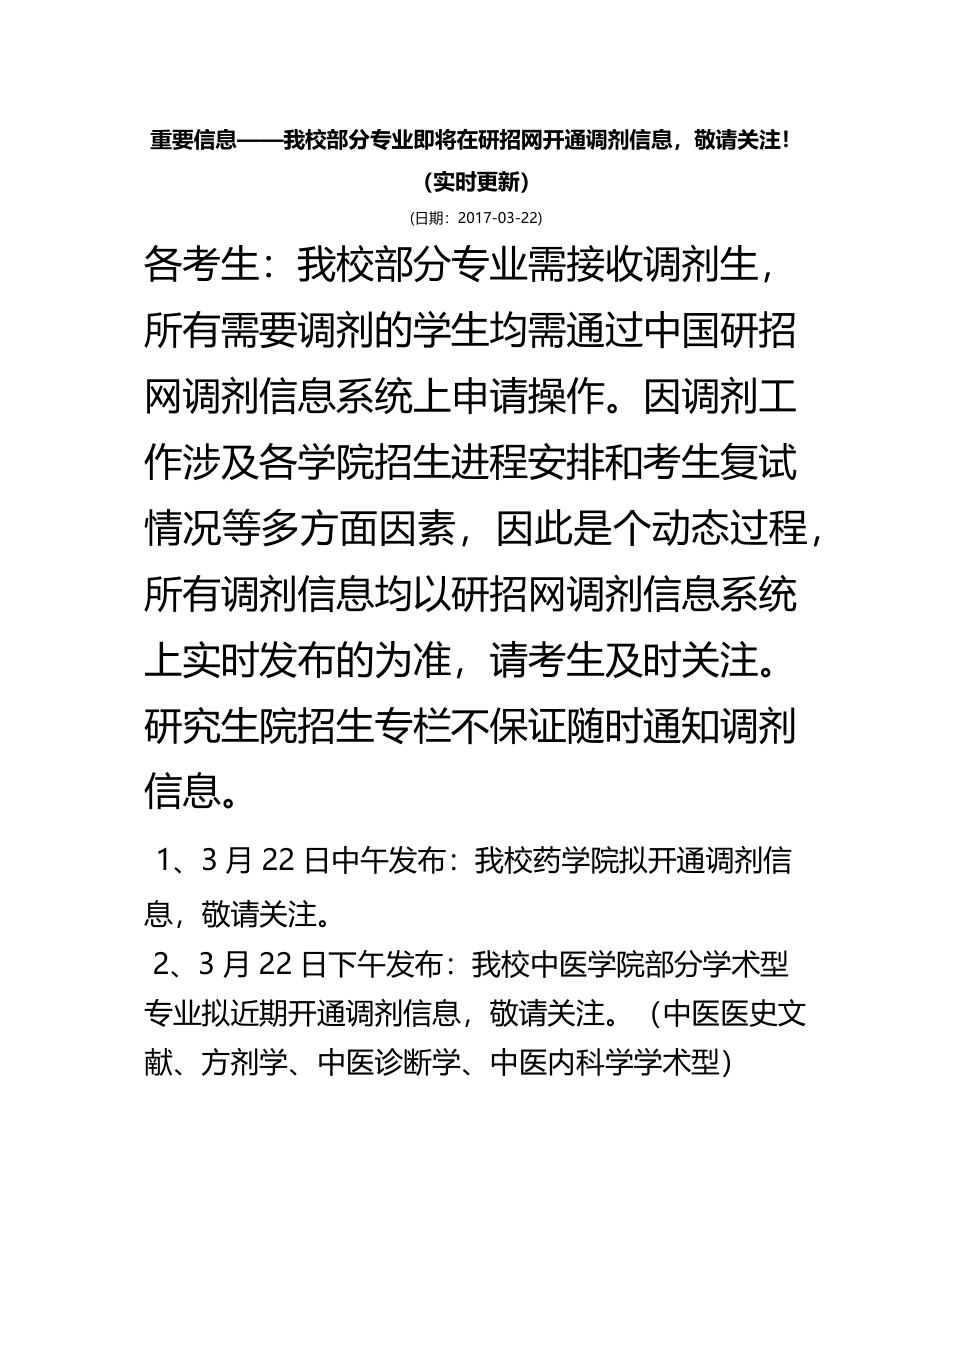 重要信息——我校部分专业即将在研招网开通调剂信息，敬请关注！
（实时更新）
(日期：2017-03-22)
各考生：我校部分专业需接收调剂生，
所有需要调剂的学生均需通过中国研招
网调剂信息系统上申请操作。因调剂工
作涉及各学院招生进程安排和考生复试
情况等多方面因素，因此是个动态过程，
所有调剂信息均以研招网调剂信息系统
上实时发布的为准，请考生及时关注。
研究生院招生专栏不保证随时通知调剂
信息。
1、3 月 22 日中午发布：我校药学院拟开通调剂信
息，敬请关注。
2、3 月 22 日下午发布：我校中医学院部分学术型
专业拟近期开通调剂信息，敬请关注。（中医医史文
献、方剂学、中医诊断学、中医内科学学术型）